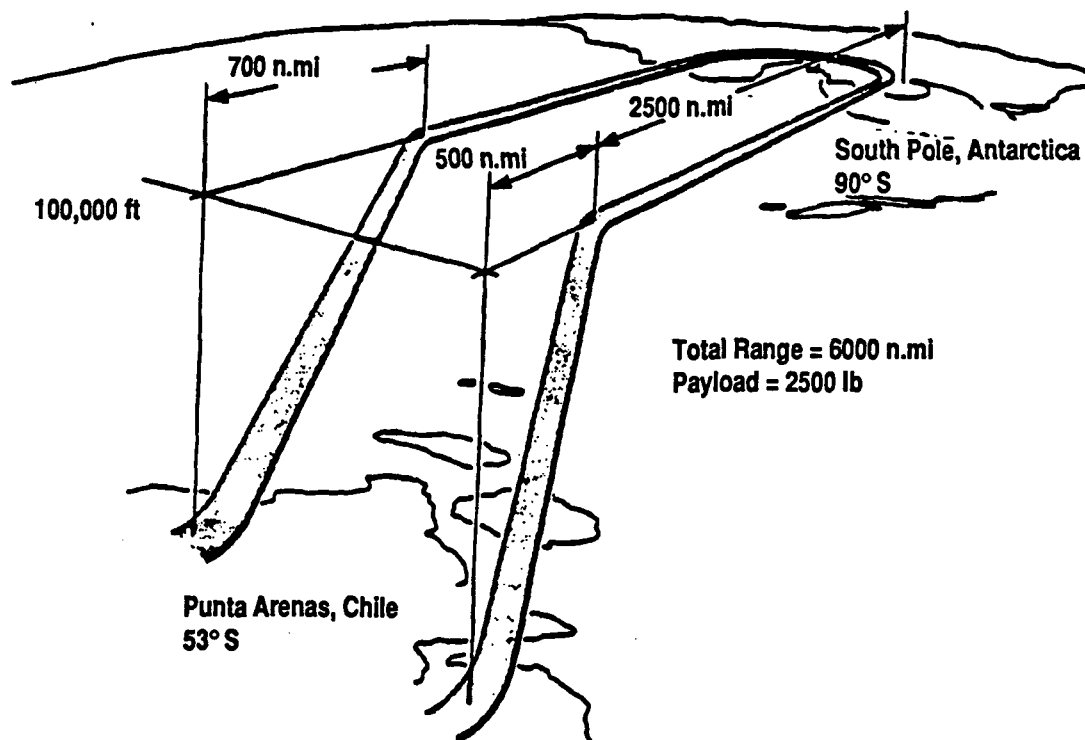 700 n.mi
2500 n.mi
500 n.mi
South Pole, Antarctica
90° S
100,000 ft
Total Range = 6000 n.mi
Payload = 2500 lb
Punta Arenas, Chile
53° S